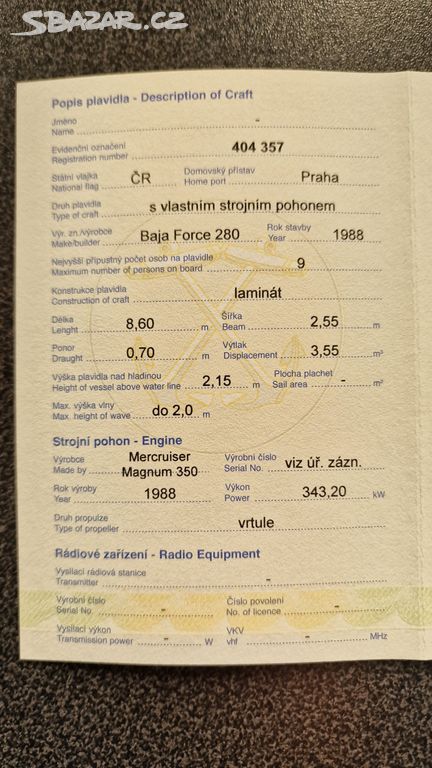 SBAZAR.CZ
Popis plavidla - Description of Craft
Jméno
Name -
Evidenční označení
Registration number 404 357
Státní vlajka
National flag ČR
Domovský přístav
Home port Praha
Druh plavidla
Type of craft s vlastním strojním pohonem
Výr. zn./výrobce
Make/builder Baja Force 280
Rok stavby
Year 1988
Nejvyšší přípustný počet osob na plavidle
Maximum number of persons on board 9
Konstrukce plavidla
Construction of craft laminát
Délka
Lenght 8,60 m
Šířka
Beam 2,55 m
Ponor
Draught 0,70 m
Výtlak
Displacement 3,55 m³
Výška plavidla nad hladinou
Height of vessel above water line 2,15 m
Plocha plachet
Sail area - m²
Max. výška vlny
Max. height of wave do 2,0 m
Strojní pohon - Engine
Výrobce
Made by Mercruiser
Magnum 350
Výrobní číslo
Serial No. viz úř. zázn.
Rok výroby
Year 1988
Výkon
Power 343,20 kW
Druh propulze
Type of propeller vrtule
Rádiové zařízení - Radio Equipment
Vysílací rádiová stanice
Transmitter -
Výrobní číslo
Serial No. -
Číslo povolení
No. of licence -
Vysílací výkon
Transmission power - W
VKV
vhf - MHz